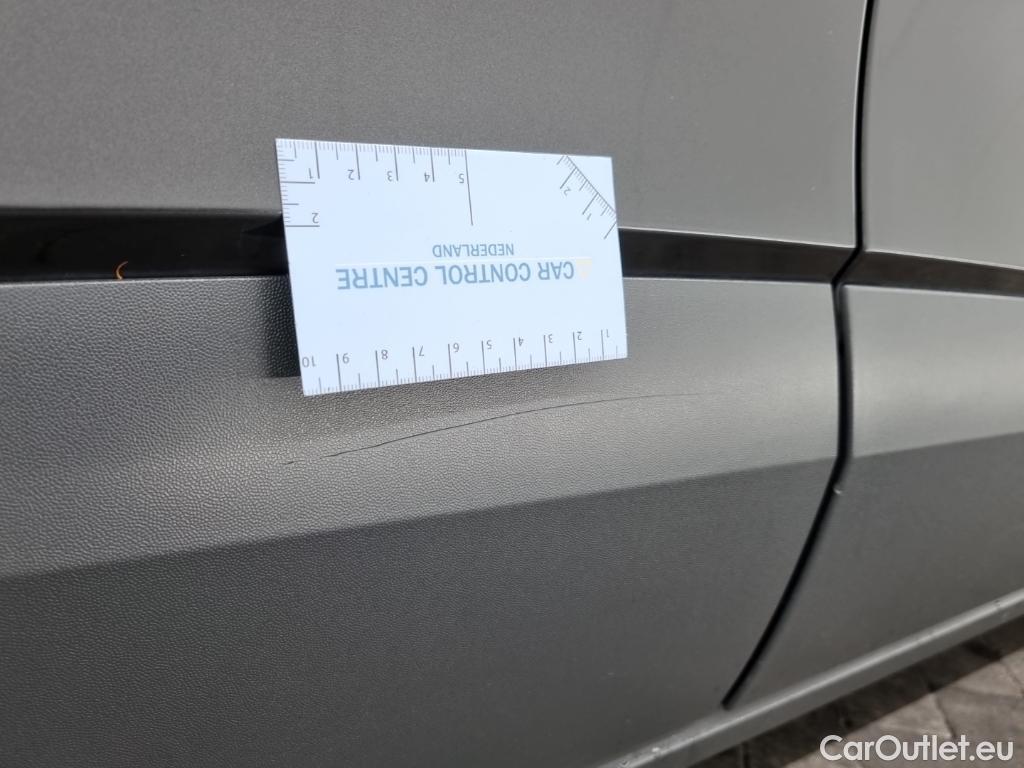 1 2 3 4 5
2
2 1
NEDERLAND
CAR CONTROL CENTRE
10 9 8 7 6 5 4 3 2 1
CarOutlet.eu